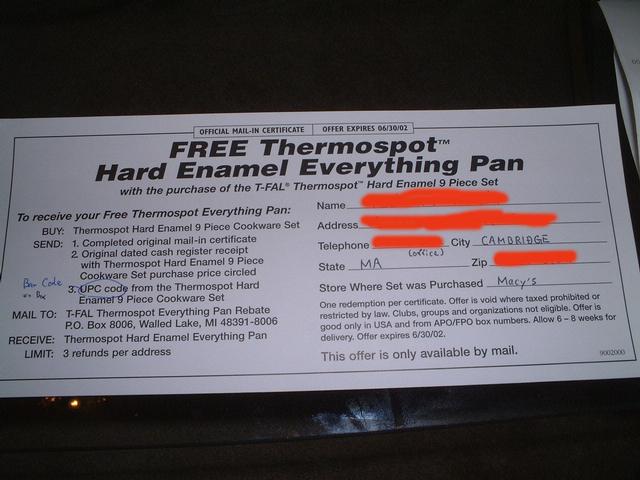 OFFICIAL MAIL-IN CERTIFICATE OFFER EXPIRES 06/30/02
FREE Thermospot™
Hard Enamel Everything Pan
with the purchase of the T-FAL® Thermospot™ Hard Enamel 9 Piece Set
To receive your Free Thermospot Everything Pan:
BUY: Thermospot Hard Enamel 9 Piece Cookware Set
SEND: 1. Completed original mail-in certificate
2. Original dated cash register receipt
with Thermospot Hard Enamel 9 Piece
Cookware Set purchase price circled
Bar Code
on Box
3. UPC code from the Thermospot Hard
Enamel 9 Piece Cookware Set
MAIL TO: T-FAL Thermospot Everything Pan Rebate
P.O. Box 8006, Walled Lake, MI 48391-8006
RECEIVE: Thermospot Hard Enamel Everything Pan
LIMIT: 3 refunds per address
Name
Address
Telephone (office) City CAMBRIDGE
State MA Zip
Store Where Set was Purchased Macy's
One redemption per certificate. Offer is void where taxed prohibited or
restricted by law. Clubs, groups and organizations not eligible. Offer is
good only in USA and from APO/FPO box numbers. Allow 6 – 8 weeks for
delivery. Offer expires 6/30/02.
This offer is only available by mail.
9002000